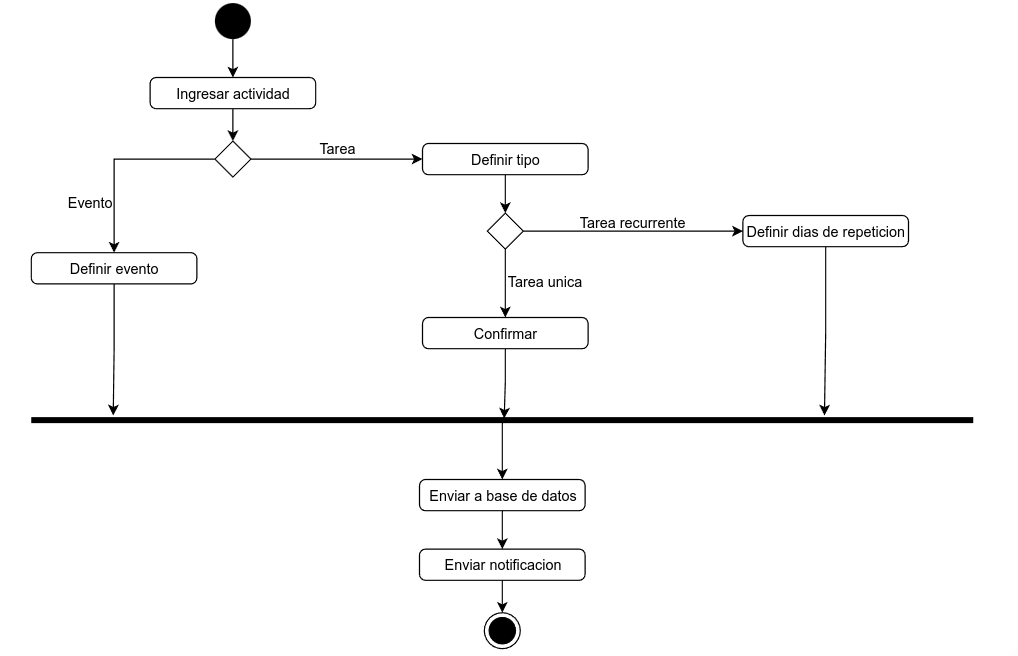 Ingresar actividad
Tarea
Definir tipo
Evento
Tarea recurrente
Definir dias de repeticion
Definir evento
Tarea unica
Confirmar
Enviar a base de datos
Enviar notificacion